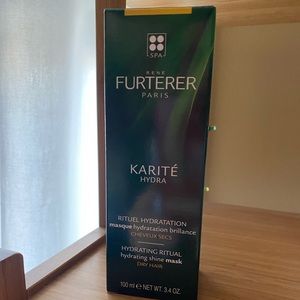 SPA
RENE
FURTERER
PARIS
KARITÉ
HYDRA
RITUEL HYDRATATION
masque hydratation brillance
CHEVEUX SECS
HYDRATING RITUAL
hydrating shine mask
DRY HAIR
100 ml e NET WT. 3.4 OZ.